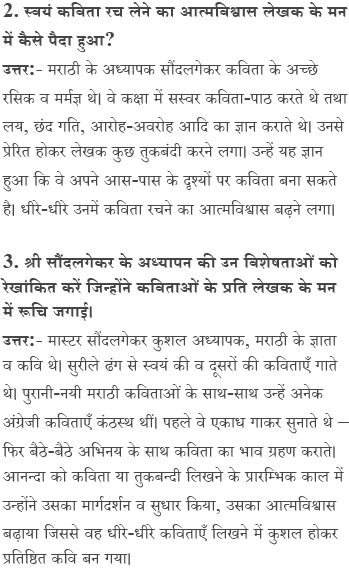 2. स्वयं कविता रच लेने का आत्मविश्वास लेखक के मन
में कैसे पैदा हुआ?
उत्तर:- मराठी के अध्यापक सौंदलगेकर कविता के अच्छे
रसिक व मर्मज्ञ थे। वे कक्षा में सस्वर कविता-पाठ करते थे तथा
लय, छंद गति, आरोह-अवरोह आदि का ज्ञान कराते थे। उनसे
प्रेरित होकर लेखक कुछ तुकबंदी करने लगा। उन्हें यह ज्ञान
हुआ कि वे अपने आस-पास के दृश्यों पर कविता बना सकते
है। धीरे-धीरे उनमें कविता रचने का आत्मविश्वास बढ़ने लगा।
3. श्री सौंदलगेकर के अध्यापन की उन विशेषताओं को
रेखांकित करें जिन्होंने कविताओं के प्रति लेखक के मन
में रूचि जगाई।
उत्तर:- मास्टर सौंदलगेकर कुशल अध्यापक, मराठी के ज्ञाता
व कवि थे। सुरीले ढंग से स्वयं की व दूसरों की कविताएँ गाते
थे। पुरानी-नयी मराठी कविताओं के साथ-साथ उन्हें अनेक
अंग्रेजी कविताएँ कंठस्थ थीं। पहले वे एकाध गाकर सुनाते थे –
फिर बैठे-बैठे अभिनय के साथ कविता का भाव ग्रहण कराते।
आनन्दा को कविता या तुकबन्दी लिखने के प्रारम्भिक काल में
उन्होंने उसका मार्गदर्शन व सुधार किया, उसका आत्मविश्वास
बढ़ाया जिससे वह धीरे-धीरे कविताएँ लिखने में कुशल होकर
प्रतिष्ठित कवि बन गया।